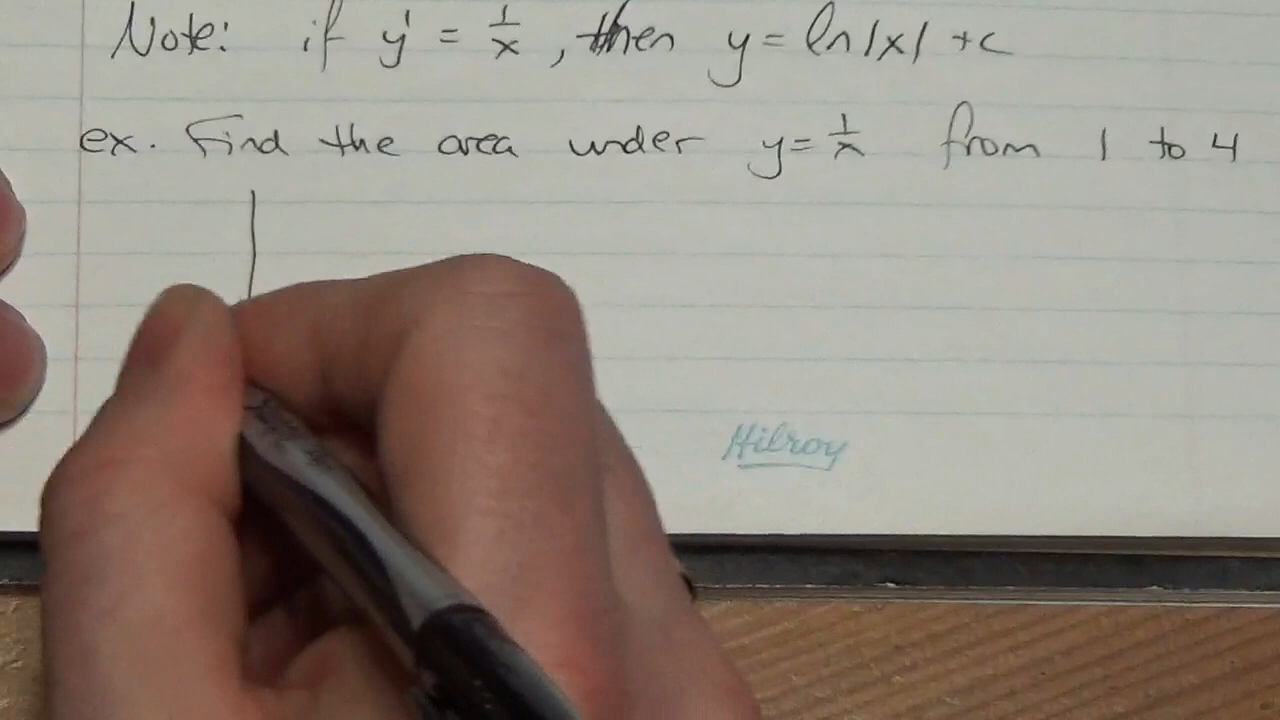 Note: if y' = 1/x, then y = ln|x| + c
ex. Find the area under y = 1/x from 1 to 4
Hilroy